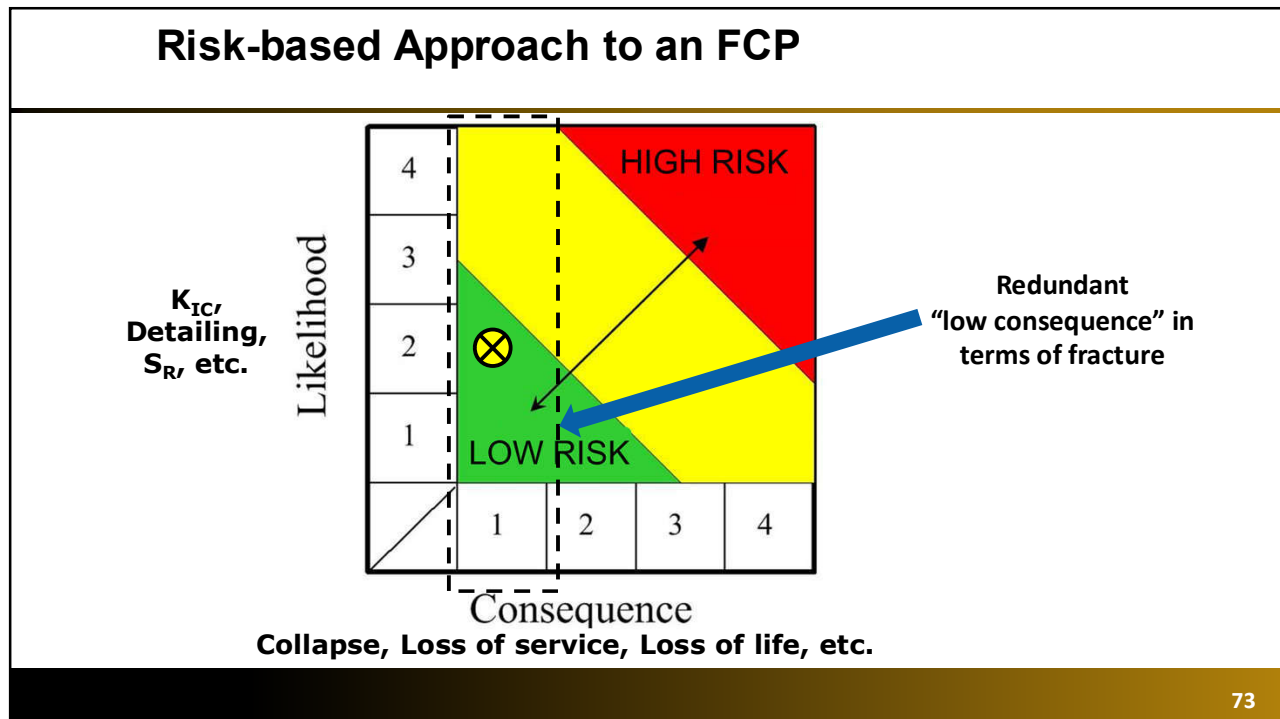 Risk-based Approach to an FCP
4
3
2
1
Likelihood
HIGH RISK
LOW RISK
K_IC,
Detailing,
S_R, etc.
Redundant
“low consequence” in
terms of fracture
1 2 3 4
Consequence
Collapse, Loss of service, Loss of life, etc.
73